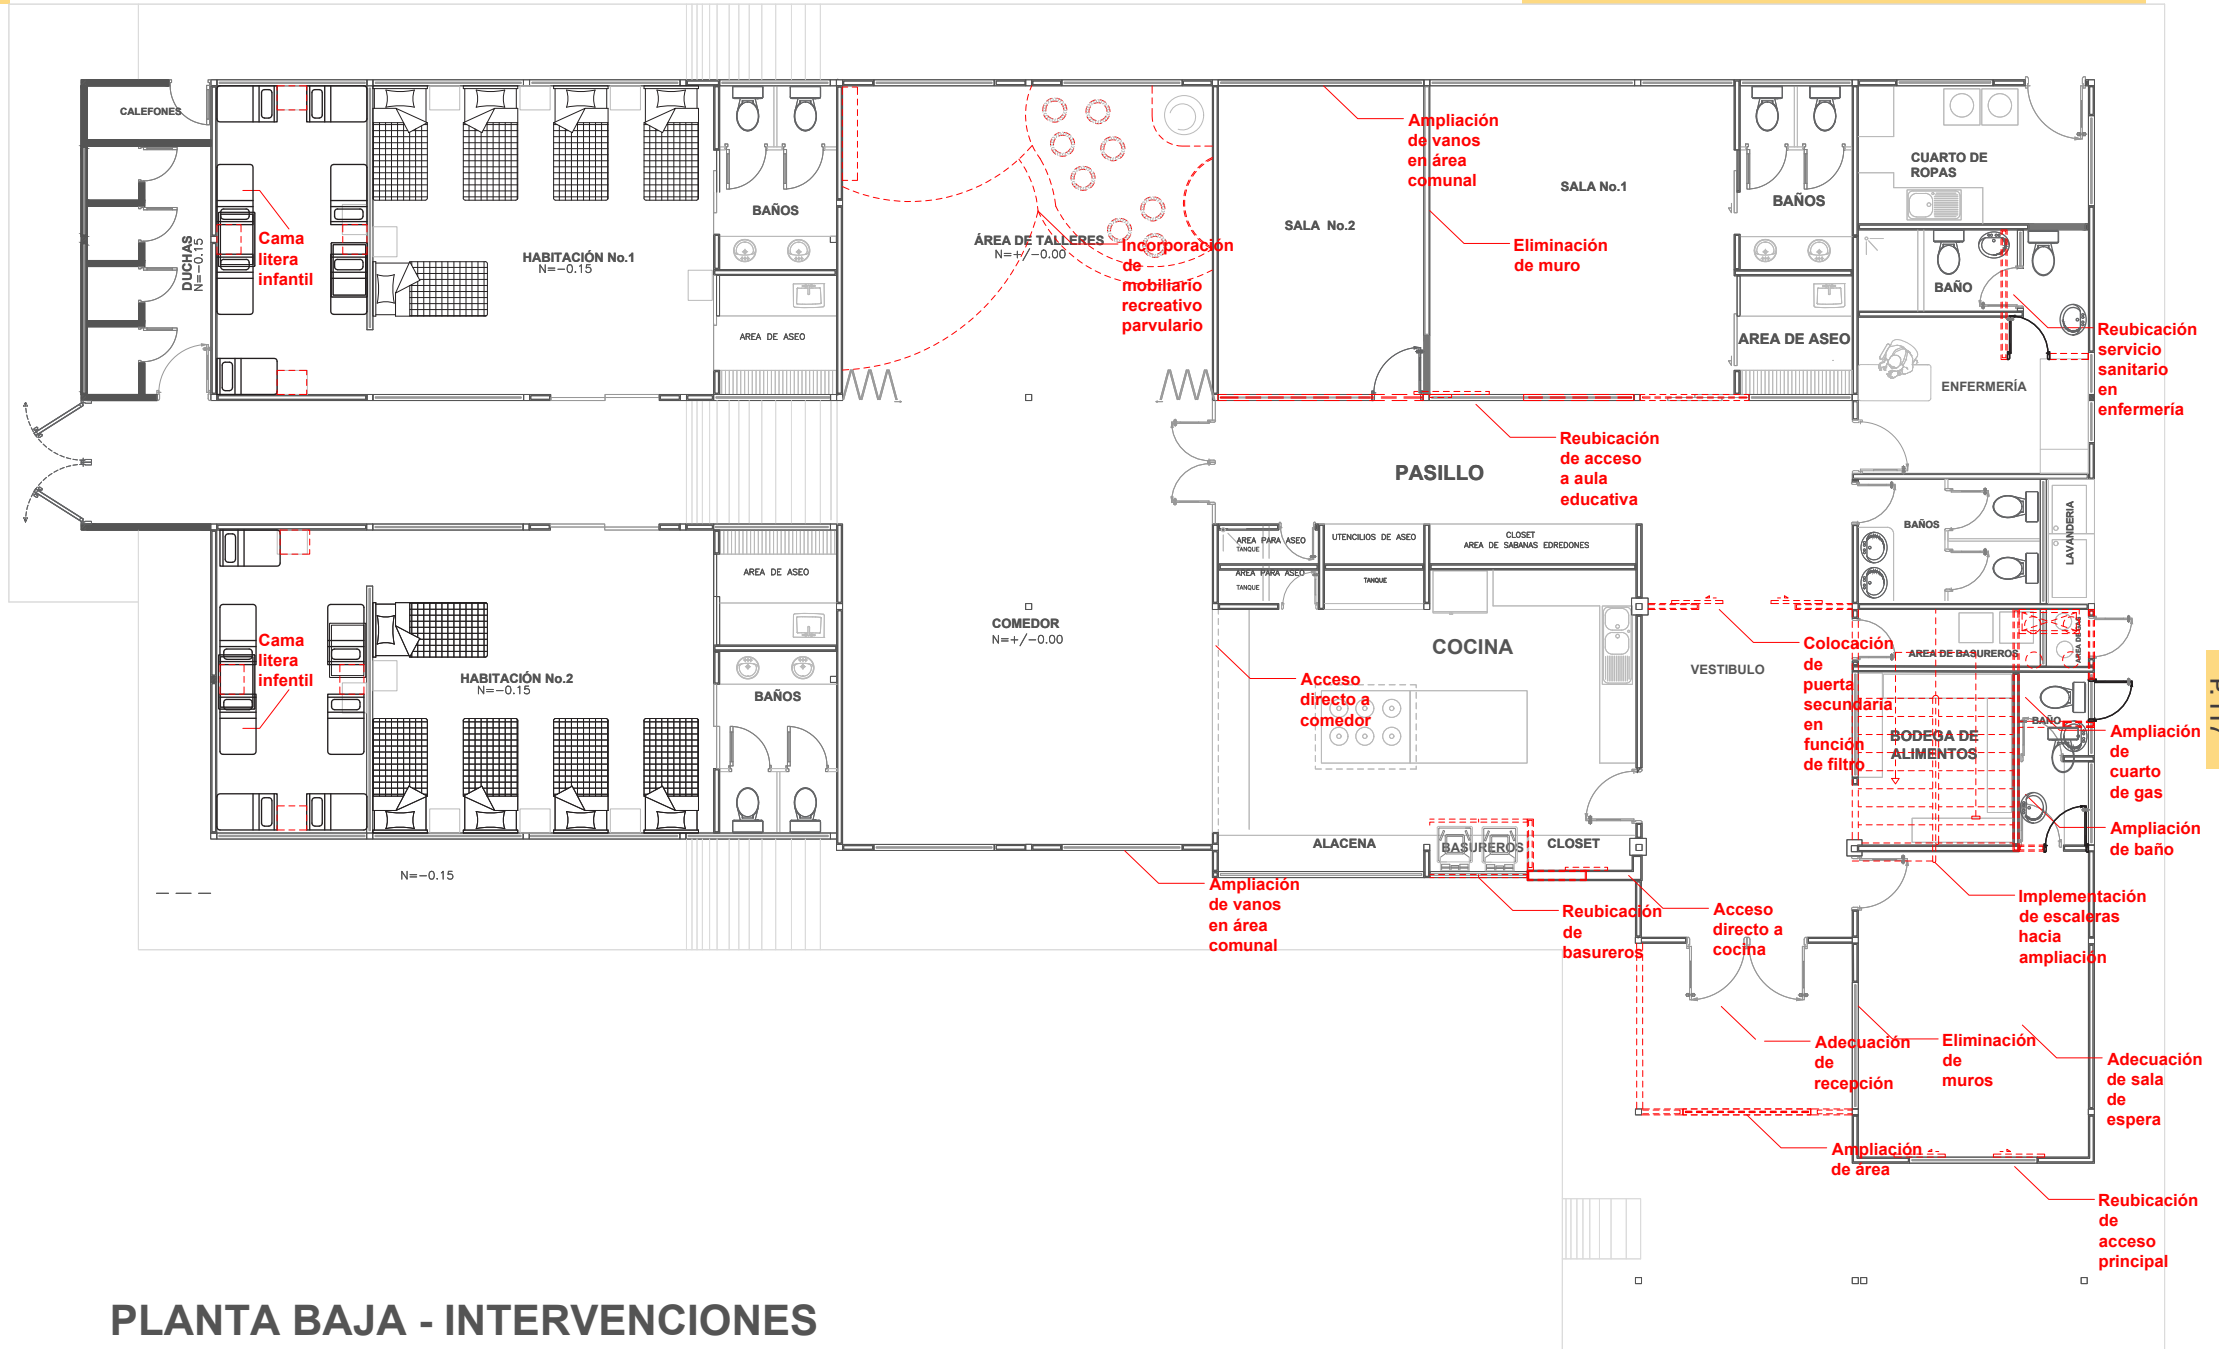 CALEFONES
DUCHAS
N=-0.15
Cama
litera
infantil
HABITACIÓN No.1
N=-0.15
BAÑOS
AREA DE ASEO
ÁREA DE TALLERES
N=+/-0.00
Incorporación
de
mobiliario
recreativo
parvulario
SALA No.2
Ampliación
de vanos
en área
comunal
SALA No.1
Eliminación
de muro
BAÑOS
AREA DE ASEO
CUARTO DE
ROPAS
BAÑO
ENFERMERÍA
Reubicación
servicio
sanitario
en
enfermería
Reubicación
de acceso
a aula
educativa
PASILLO
AREA PARA ASEO
TANQUE
UTENCILIOS DE ASEO
CLOSET
AREA DE SABANAS EDREDONES
AREA PARA ASEO
TANQUE
TANQUE
BAÑOS
LAVANDERIA
AREA DE ASEO
Cama
litera
infentil
HABITACIÓN No.2
N=-0.15
BAÑOS
COMEDOR
N=+/-0.00
COCINA
Acceso
directo a
comedor
VESTIBULO
Colocación
de
puerta
secundaria
en
función
de filtro
AREA DE BASUREROS
AREA DE GAS
BODEGA DE
ALIMENTOS
BAÑO
Ampliación
de
cuarto
de gas
Ampliación
de baño
ALACENA
BASUREROS
CLOSET
N=-0.15
Ampliación
de vanos
en área
comunal
Reubicación
de
basureros
Acceso
directo a
cocina
Implementación
de escaleras
hacia
ampliación
Adecuación
de
recepción
Eliminación
de
muros
Adecuación
de sala
de
espera
Ampliación
de área
Reubicación
de
acceso
principal
PLANTA BAJA - INTERVENCIONES